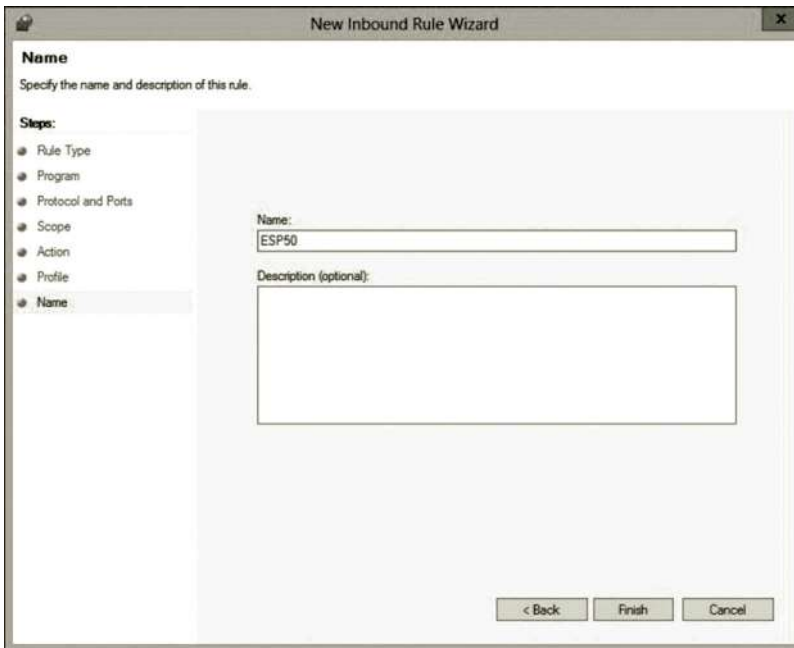 New Inbound Rule Wizard
x
Name
Specify the name and description of this rule.
Steps:
Rule Type
Program
Protocol and Ports
Scope
Action
Profile
Name
Name:
ESP50
Description (optional):
< Back
Finish
Cancel